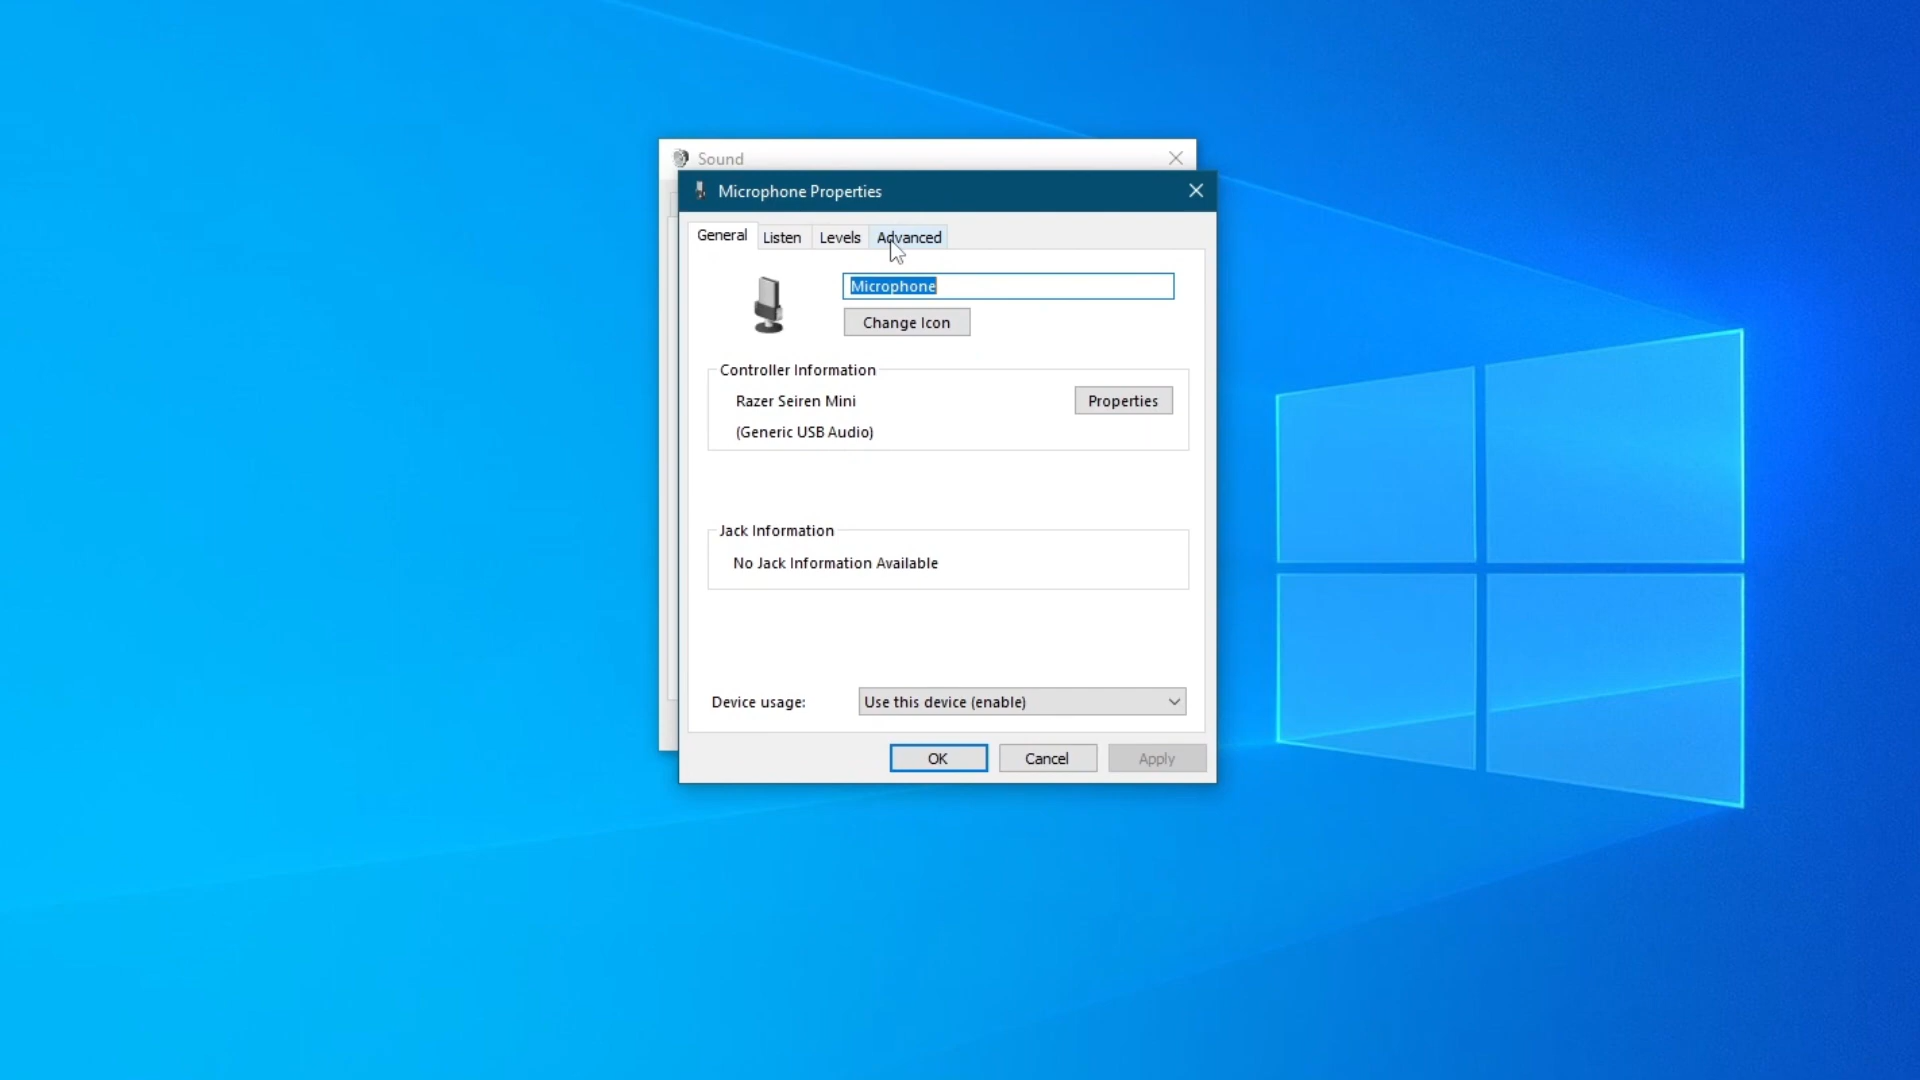 Sound
Microphone Properties
General Listen Levels Advanced
Microphone
Change Icon
Controller Information
Razer Seiren Mini
Properties
(Generic USB Audio)
Jack Information
No Jack Information Available
Device usage:
Use this device (enable)
OK Cancel Apply